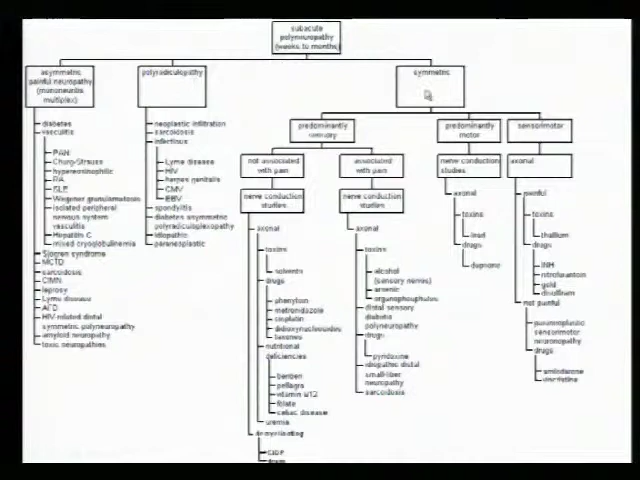 subacute
polyneuropathy
(weeks to months)
asymmetric
painful neuropathy
(mononeuritis
multiplex)
diabetes
vasculitis
PAN
Churg-Strauss
hypereosinophilic
RA
SLE
Wegener granulomatosis
isolated peripheral
nervous system
vasculitis
Hepatitis C
mixed cryoglobulinemia
Sjogren syndrome
MCTD
sarcoidosis
leprosy
Lyme disease
HIV related distal
symmetric polyneuropathy
amyloid neuropathy
toxic neuropathies
polyradiculopathy
neoplastic infiltration
sarcoidosis
infectious
Lyme disease
HIV
herpes genitalis
CMV
EBV
spondylitis
diabetes asymmetric
polyradiculoplexopathy
idiopathic
paraneoplastic
symmetric
predominantly
sensory
not associated
with pain
nerve conduction
studies
axonal
toxins
solvents
drugs
phenytoin
metronidazole
cisplatin
dideoxynucleosides
taxanes
nutritional
deficiencies
beriberi
pellagra
vitamin B12
folate
celiac disease
uremia
demyelinating
CIDP
associated
with pain
nerve conduction
studies
axonal
toxins
alcohol
(sensory nerves)
arsenic
organophosphates
distal sensory
diabetic
polyneuropathy
drugs
pyridoxine
idiopathic distal
small-fiber
neuropathy
sarcoidosis
predominantly
motor
nerve conduction
studies
axonal
toxins
lead
drugs
dapsone
sensorimotor
axonal
painful
toxins
thallium
drugs
INH
nitrofurantoin
gold
disulfiram
not painful
paraneoplastic
sensorimotor
neuronopathy
drugs
amiodarone
vincristine